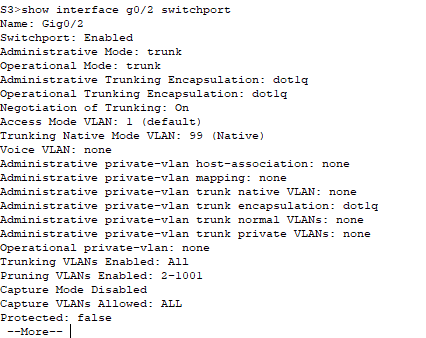 S3>show interface g0/2 switchport
Name: Gig0/2
Switchport: Enabled
Administrative Mode: trunk
Operational Mode: trunk
Administrative Trunking Encapsulation: dot1q
Operational Trunking Encapsulation: dot1q
Negotiation of Trunking: On
Access Mode VLAN: 1 (default)
Trunking Native Mode VLAN: 99 (Native)
Voice VLAN: none
Administrative private-vlan host-association: none
Administrative private-vlan mapping: none
Administrative private-vlan trunk native VLAN: none
Administrative private-vlan trunk encapsulation: dot1q
Administrative private-vlan trunk normal VLANs: none
Administrative private-vlan trunk private VLANs: none
Operational private-vlan: none
Trunking VLANs Enabled: All
Pruning VLANs Enabled: 2-1001
Capture Mode Disabled
Capture VLANs Allowed: ALL
Protected: false
--More--